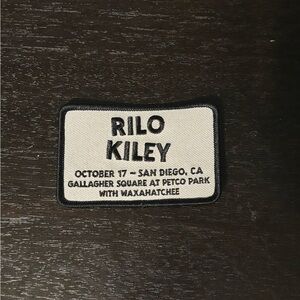 RILO
KILEY
OCTOBER 17 – SAN DIEGO, CA
GALLAGHER SQUARE AT PETCO PARK
WITH WAXAHATCHEE